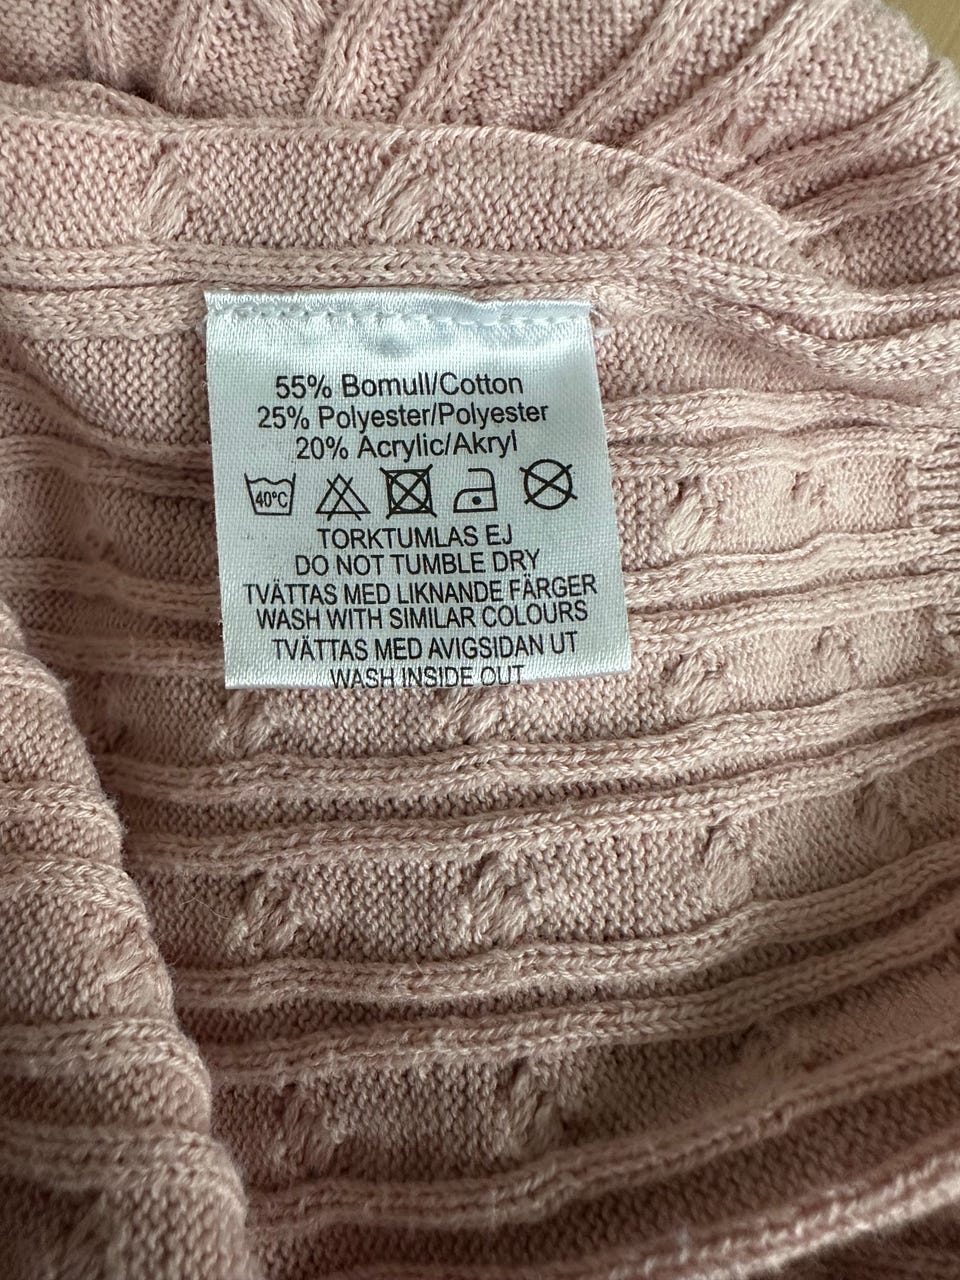 55% Bomull/Cotton
25% Polyester/Polyester
20% Acrylic/Akryl
40°C
TORKTUMLAS EJ
DO NOT TUMBLE DRY
TVÄTTAS MED LIKNANDE FÄRGER
WASH WITH SIMILAR COLOURS
TVÄTTAS MED AVIGSIDAN UT
WASH INSIDE OUT